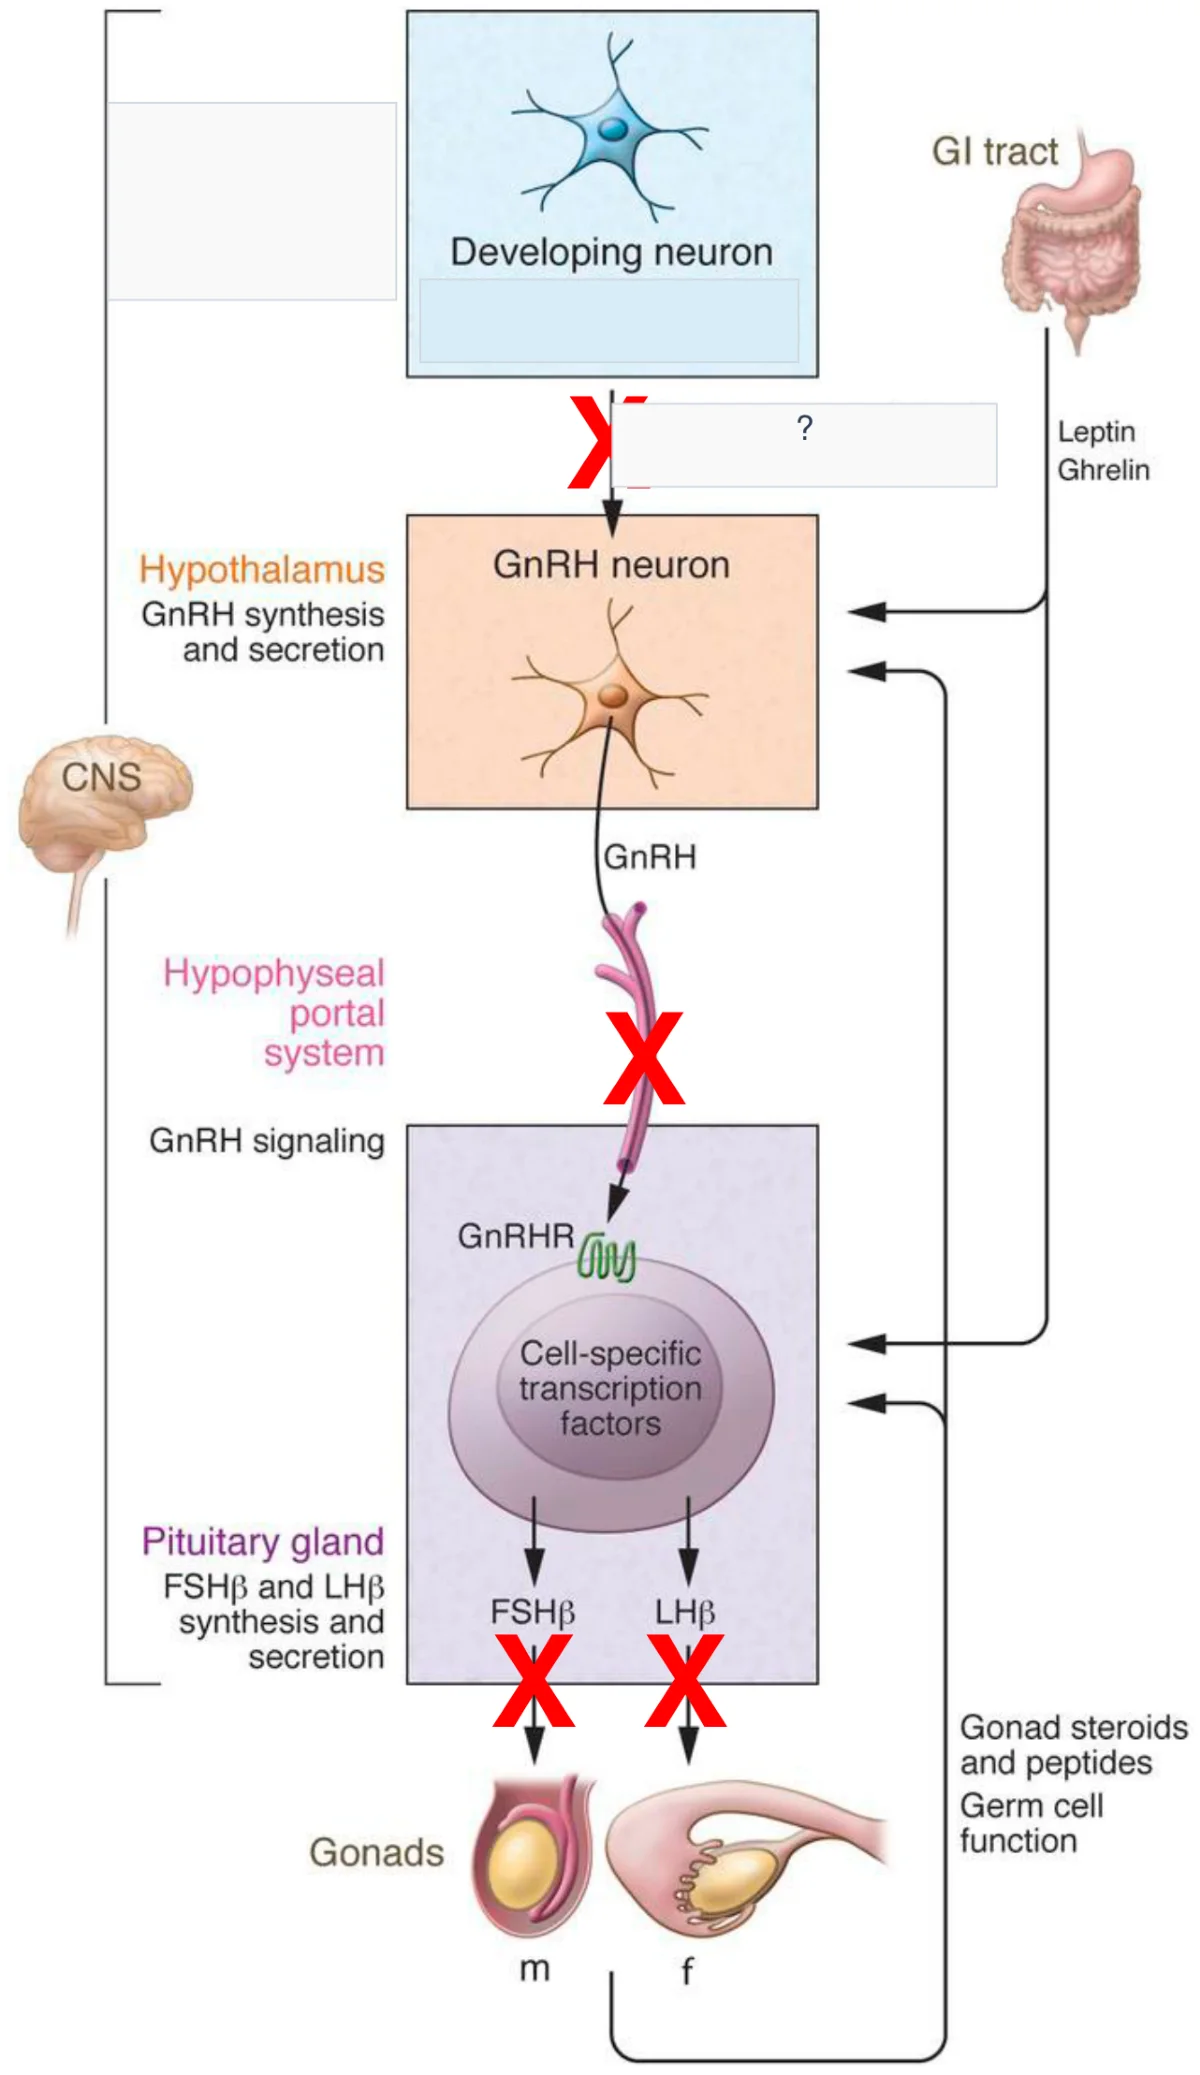 Developing neuron
GI tract
?
Leptin
Ghrelin
Hypothalamus
GnRH synthesis
and secretion
GnRH neuron
CNS
GnRH
Hypophyseal
portal
system
GnRH signaling
GnRHR
Cell-specific
transcription
factors
Pituitary gland
FSHβ and LHβ
synthesis and
secretion
FSHβ
LHβ
X
X
X
X
Gonad steroids
and peptides
Germ cell
function
Gonads
m
f